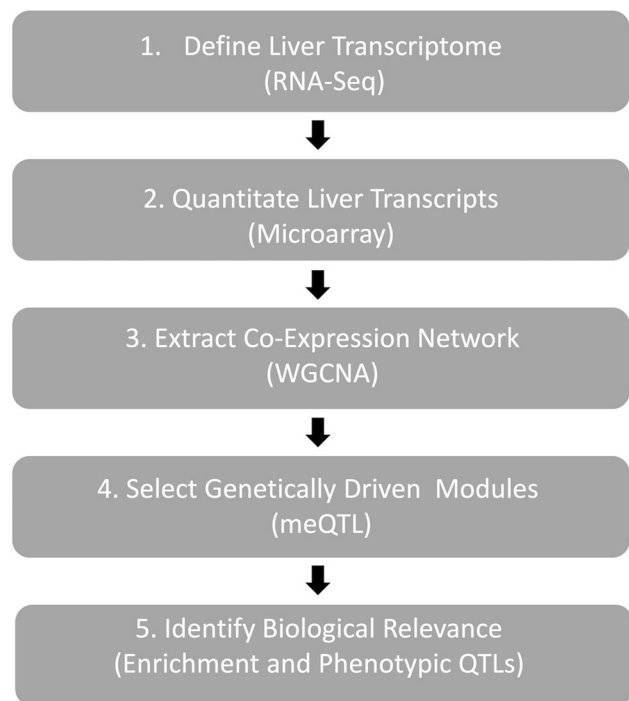 1. Define Liver Transcriptome
(RNA-Seq)
2. Quantitate Liver Transcripts
(Microarray)
3. Extract Co-Expression Network
(WGCNA)
4. Select Genetically Driven Modules
(meQTL)
5. Identify Biological Relevance
(Enrichment and Phenotypic QTLs)